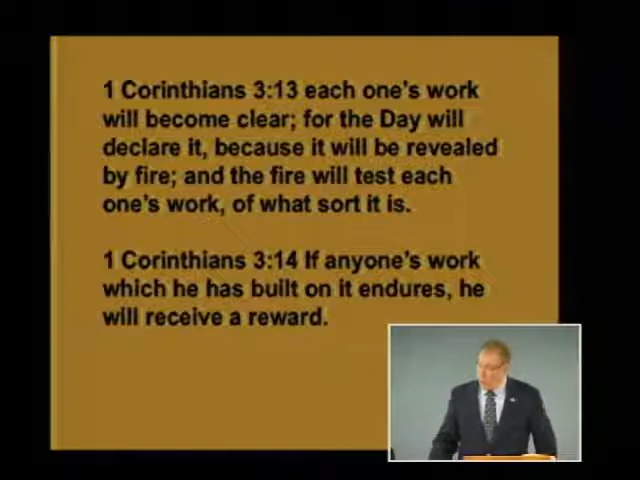 1 Corinthians 3:13 each one's work
will become clear; for the Day will
declare it, because it will be revealed
by fire; and the fire will test each
one's work, of what sort it is.
1 Corinthians 3:14 If anyone's work
which he has built on it endures, he
will receive a reward.